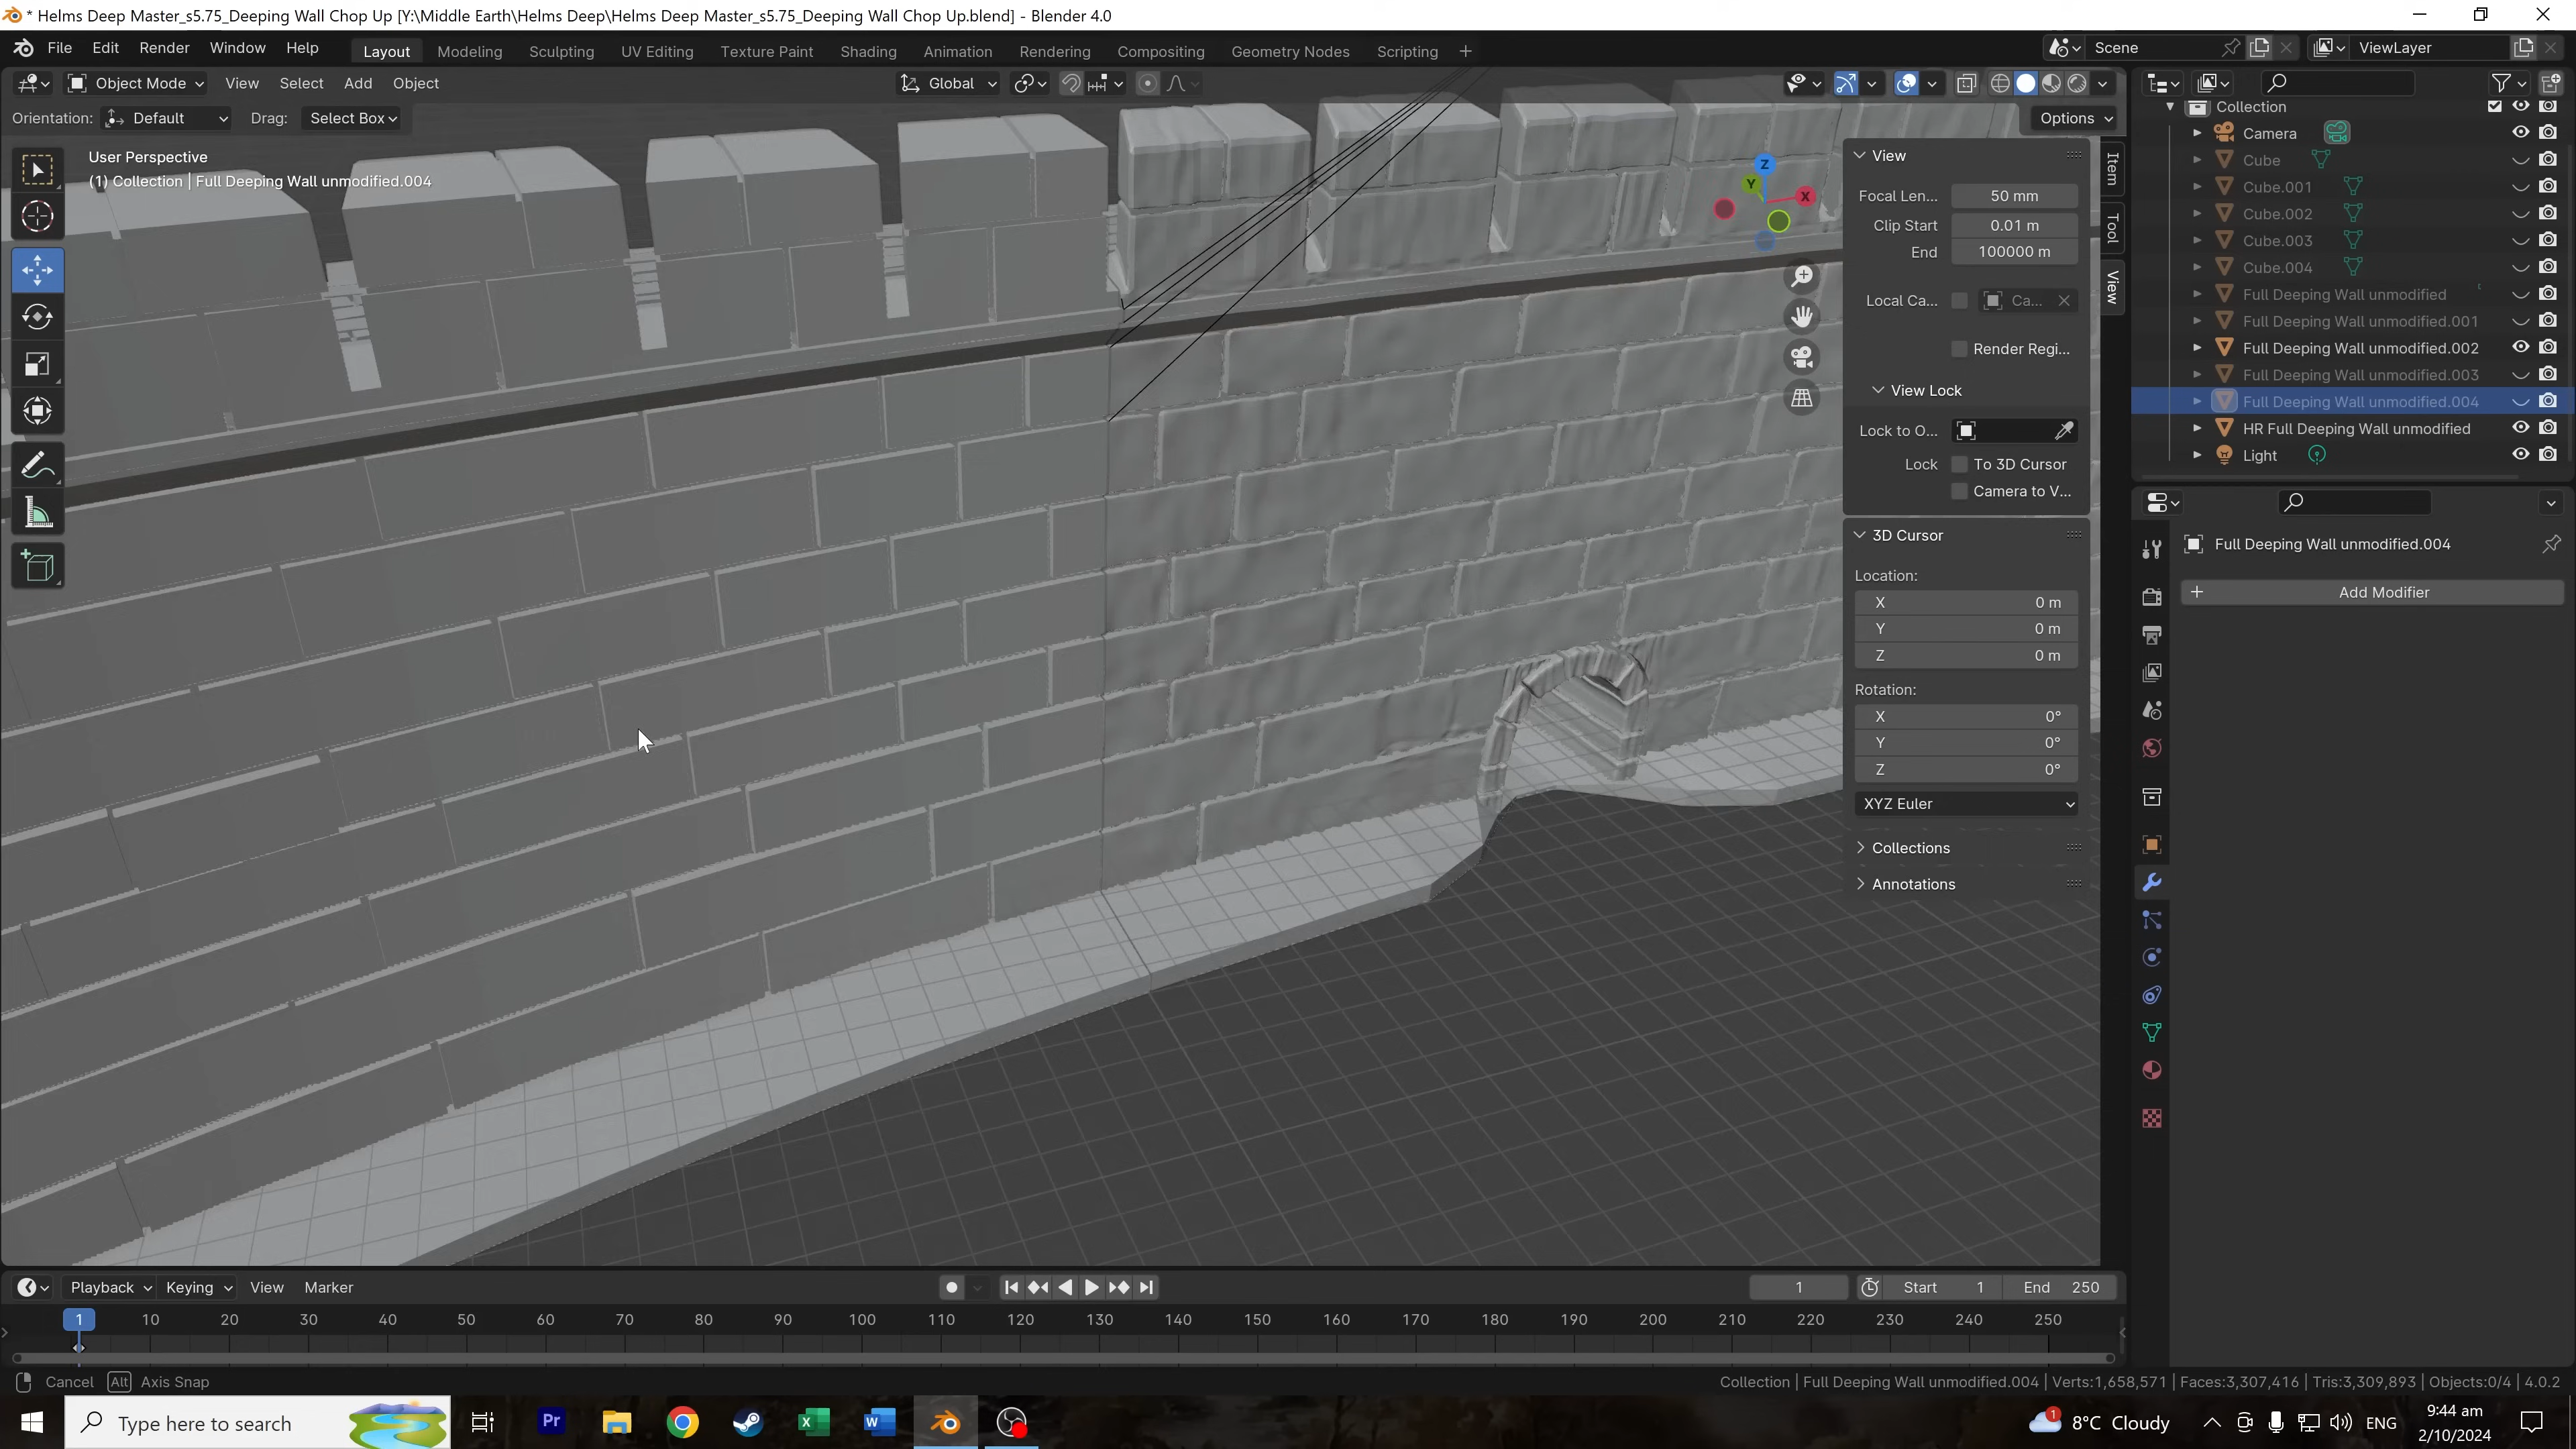 * Helms Deep Master_s5.75_Deeping Wall Chop Up [Y:\Middle Earth\Helms Deep\Helms Deep Master_s5.75_Deeping Wall Chop Up.blend] - Blender 4.0
File Edit Render Window Help Layout Modeling Sculpting UV Editing Texture Paint Shading Animation Rendering Compositing Geometry Nodes Scripting + Scene ViewLayer
Object Mode View Select Add Object Global
Orientation: Default Drag: Select Box Options
User Perspective
(1) Collection | Full Deeping Wall unmodified.004
Z
Y
X
View
Focal Len... 50 mm
Clip Start 0.01 m
End 100000 m
Local Ca... Ca...
Render Regi...
View Lock
Lock to O...
Lock To 3D Cursor
Camera to V...
3D Cursor
Location:
X 0 m
Y 0 m
Z 0 m
Rotation:
X 0°
Y 0°
Z 0°
XYZ Euler
Collections
Annotations
Item
Tool
View
Collection
Camera
Cube
Cube.001
Cube.002
Cube.003
Cube.004
Full Deeping Wall unmodified
Full Deeping Wall unmodified.001
Full Deeping Wall unmodified.002
Full Deeping Wall unmodified.003
Full Deeping Wall unmodified.004
HR Full Deeping Wall unmodified
Light
Full Deeping Wall unmodified.004
+ Add Modifier
Playback Keying View Marker 1 Start 1 End 250
1 10 20 30 40 50 60 70 80 90 100 110 120 130 140 150 160 170 180 190 200 210 220 230 240 250
Cancel Alt Axis Snap Collection | Full Deeping Wall unmodified.004 | Verts:1,658,571 | Faces:3,307,416 | Tris:3,309,893 | Objects:0/4 | 4.0.2
Type here to search Pr X W 1 8°C Cloudy ENG
9:44 am
2/10/2024